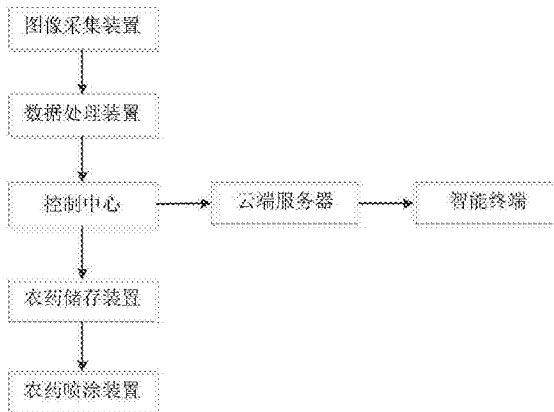 图像采集装置
数据处理装置
控制中心
云端服务器
智能终端
农药储存装置
农药喷涂装置